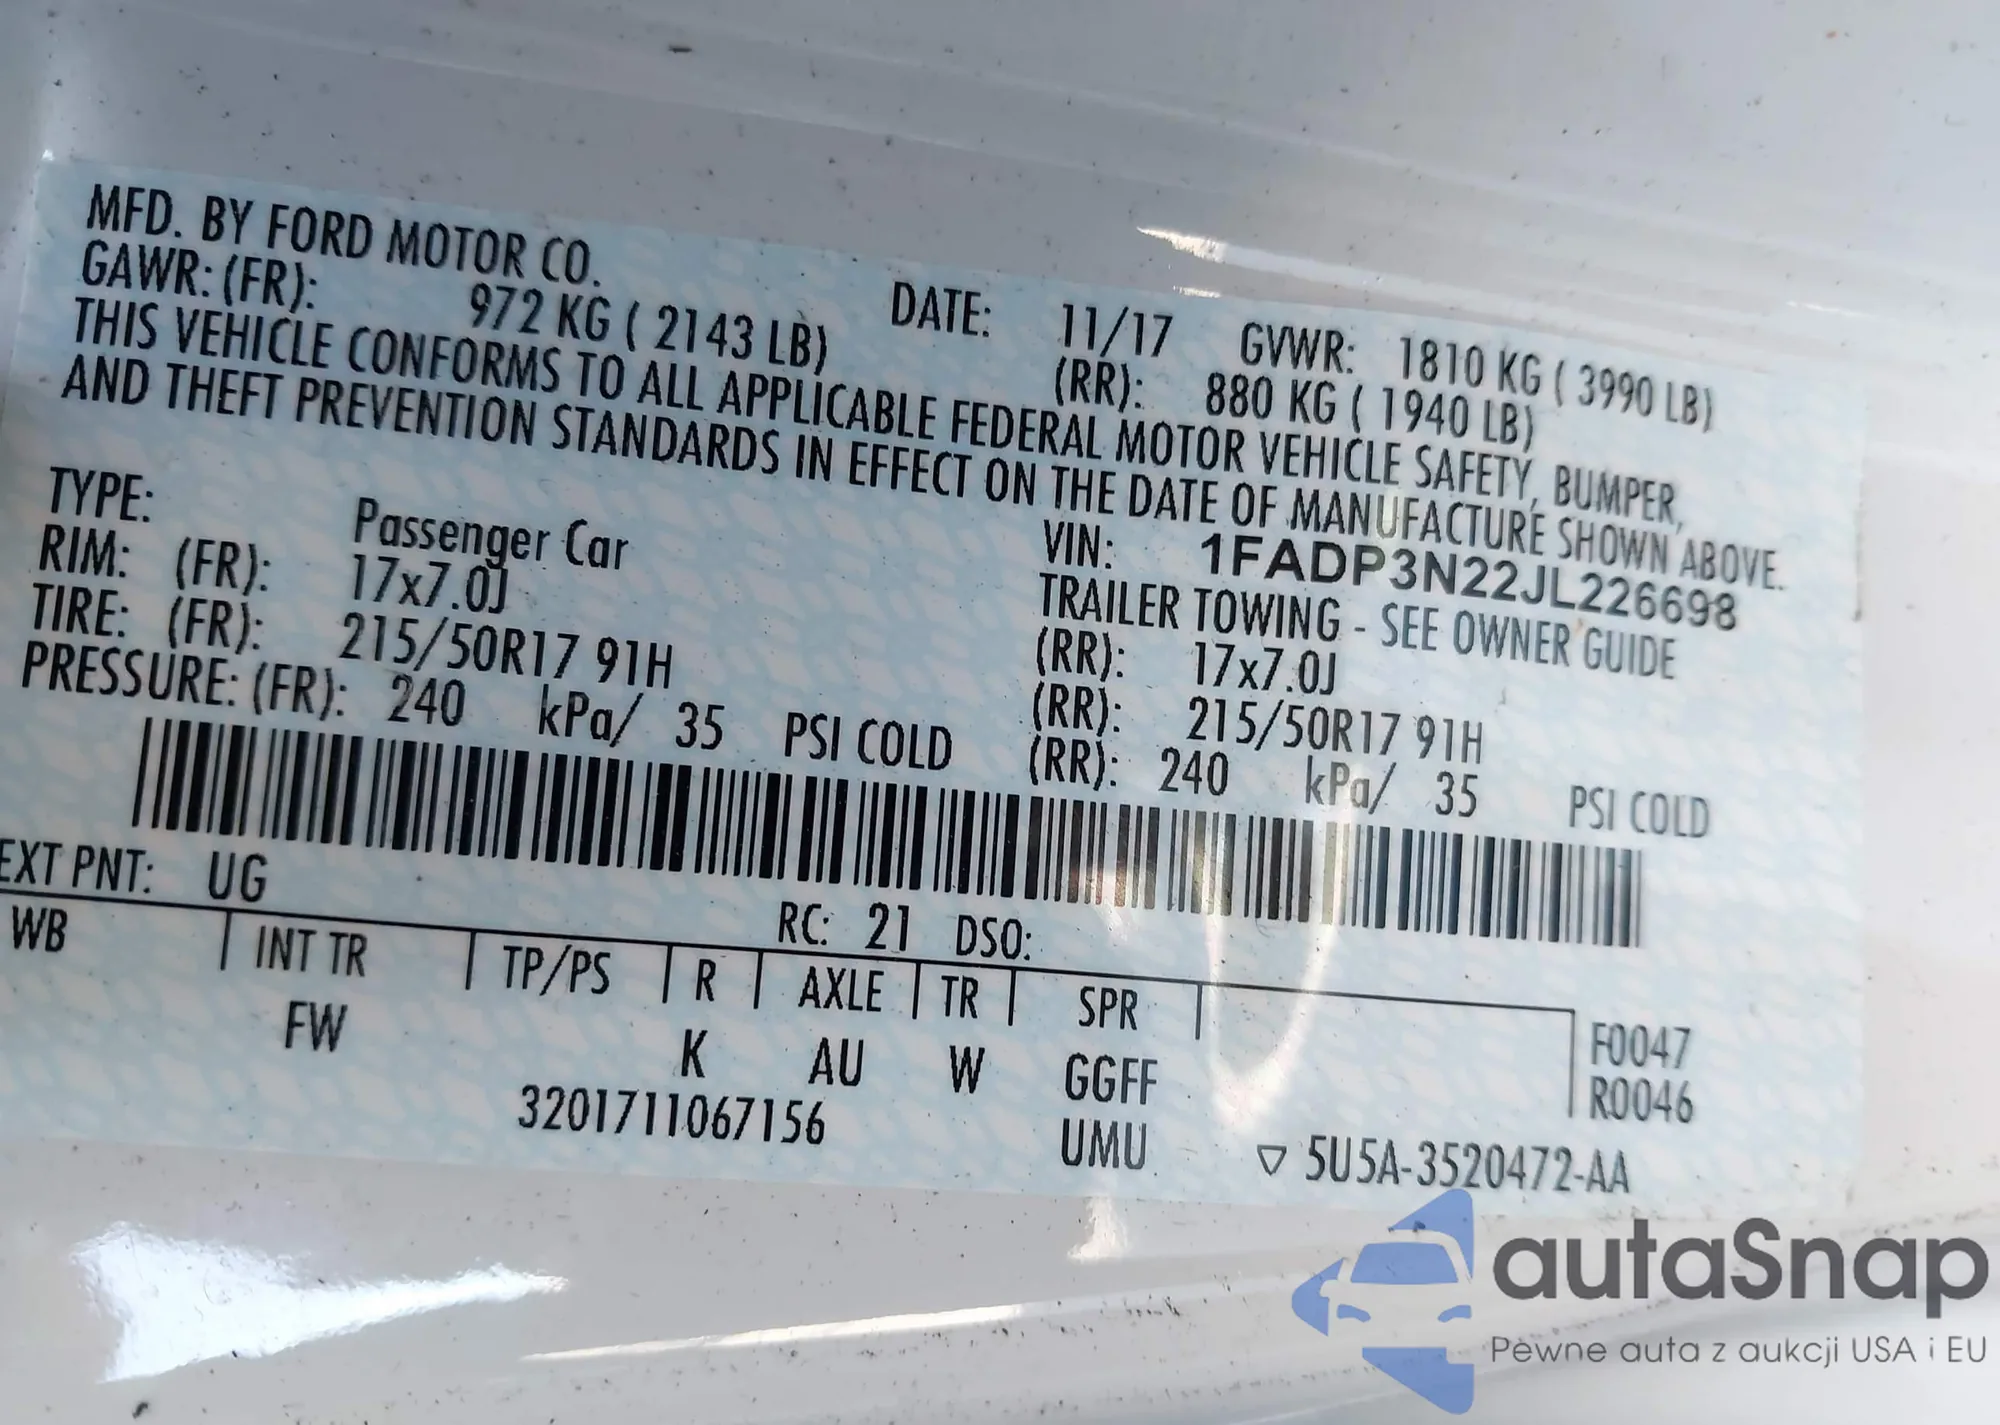 MFD. BY FORD MOTOR CO.
DATE: 11/17 GVWR: 1810 KG ( 3990 LB)
GAWR: (FR): 972 KG ( 2143 LB) (RR): 880 KG ( 1940 LB)
THIS VEHICLE CONFORMS TO ALL APPLICABLE FEDERAL MOTOR VEHICLE SAFETY, BUMPER,
AND THEFT PREVENTION STANDARDS IN EFFECT ON THE DATE OF MANUFACTURE SHOWN ABOVE.
VIN: 1FADP3N22JL226698
TYPE: Passenger Car TRAILER TOWING - SEE OWNER GUIDE
RIM: (FR): 17x7.0J (RR): 17x7.0J
TIRE: (FR): 215/50R17 91H (RR): 215/50R17 91H
PRESSURE: (FR): 240 kPa/ 35 PSI COLD (RR): 240 kPa/ 35 PSI COLD
EXT PNT: UG RC: 21 DSO:
WB INT TR TP/PS R AXLE TR SPR F0047
FW K AU W GGFF R0046
3201711067156 UMU ▽ 5U5A-3520472-AA
autaSnap
Pewne auta z aukcji USA i EU